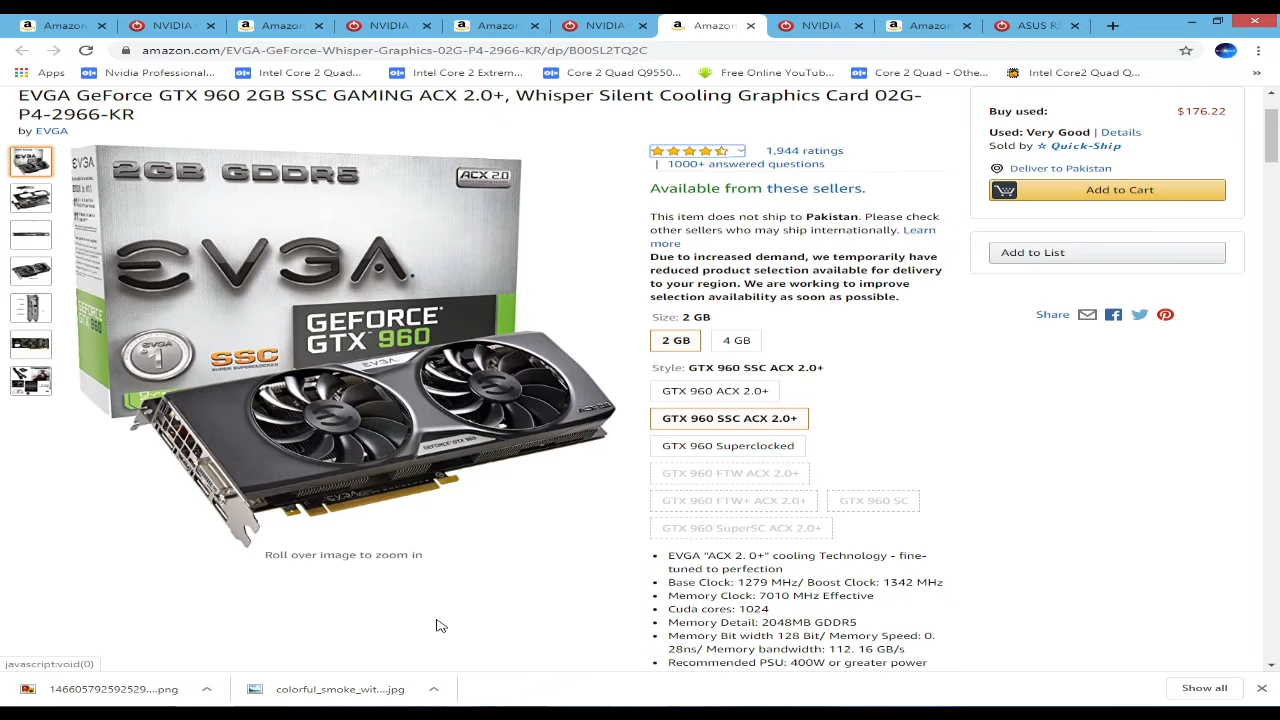 Amazon
NVIDIA
Amazon
NVIDIA
Amazon
NVIDIA
Amazon
NVIDIA
Amazon
ASUS R
amazon.com/EVGA-GeForce-Whisper-Graphics-02G-P4-2966-KR/dp/B00SL2TQ2C
Apps
Nvidia Professional...
Intel Core 2 Quad...
Intel Core 2 Extrem...
Core 2 Quad Q9550...
Free Online YouTub...
Core 2 Quad - Othe...
Intel Core2 Quad Q...
»
EVGA GeForce GTX 960 2GB SSC GAMING ACX 2.0+, Whisper Silent Cooling Graphics Card 02G-
P4-2966-KR
by EVGA
2GB GDDR5
ACX 2.0
EVGA
GEFORCE
GTX 960
EVGA
#1
SSC
SUPER SUPERCLOCKED
GEFORCE GTX 960
EVGA
GEFORCE GTX 960
ACX 2.0
EVGA
Roll over image to zoom in
1,944 ratings
| 1000+ answered questions
Available from these sellers.
This item does not ship to Pakistan. Please check
other sellers who may ship internationally. Learn
more
Due to increased demand, we temporarily have
reduced product selection available for delivery
to your region. We are working to improve
selection availability as soon as possible.
Size: 2 GB
2 GB
4 GB
Style: GTX 960 SSC ACX 2.0+
GTX 960 ACX 2.0+
GTX 960 SSC ACX 2.0+
GTX 960 Superclocked
GTX 960 FTW ACX 2.0+
GTX 960 FTW+ ACX 2.0+
GTX 960 SC
GTX 960 SuperSC ACX 2.0+
• EVGA "ACX 2. 0+" cooling Technology - fine-
tuned to perfection
• Base Clock: 1279 MHz/ Boost Clock: 1342 MHz
• Memory Clock: 7010 MHz Effective
• Cuda cores: 1024
• Memory Detail: 2048MB GDDR5
• Memory Bit width 128 Bit/ Memory Speed: 0.
28ns/ Memory bandwidth: 112. 16 GB/s
• Recommended PSU: 400W or greater power
Buy used:
$176.22
Used: Very Good | Details
Sold by ☆ Quick-Ship
Deliver to Pakistan
Add to Cart
Add to List
Share
javascript:void(0)
146605792592529....png
colorful_smoke_wit....jpg
Show all